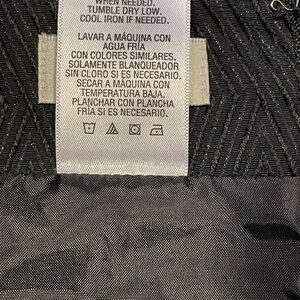 WHEN NEEDED.
TUMBLE DRY LOW.
COOL IRON IF NEEDED.
LAVAR A MÁQUINA CON
AGUA FRÍA
CON COLORES SIMILARES.
SOLAMENTE BLANQUEADOR
SIN CLORO SI ES NECESARIO.
SECAR A MÁQUINA CON
TEMPERATURA BAJA.
PLANCHAR CON PLANCHA
FRÍA SI ES NECESARIO.